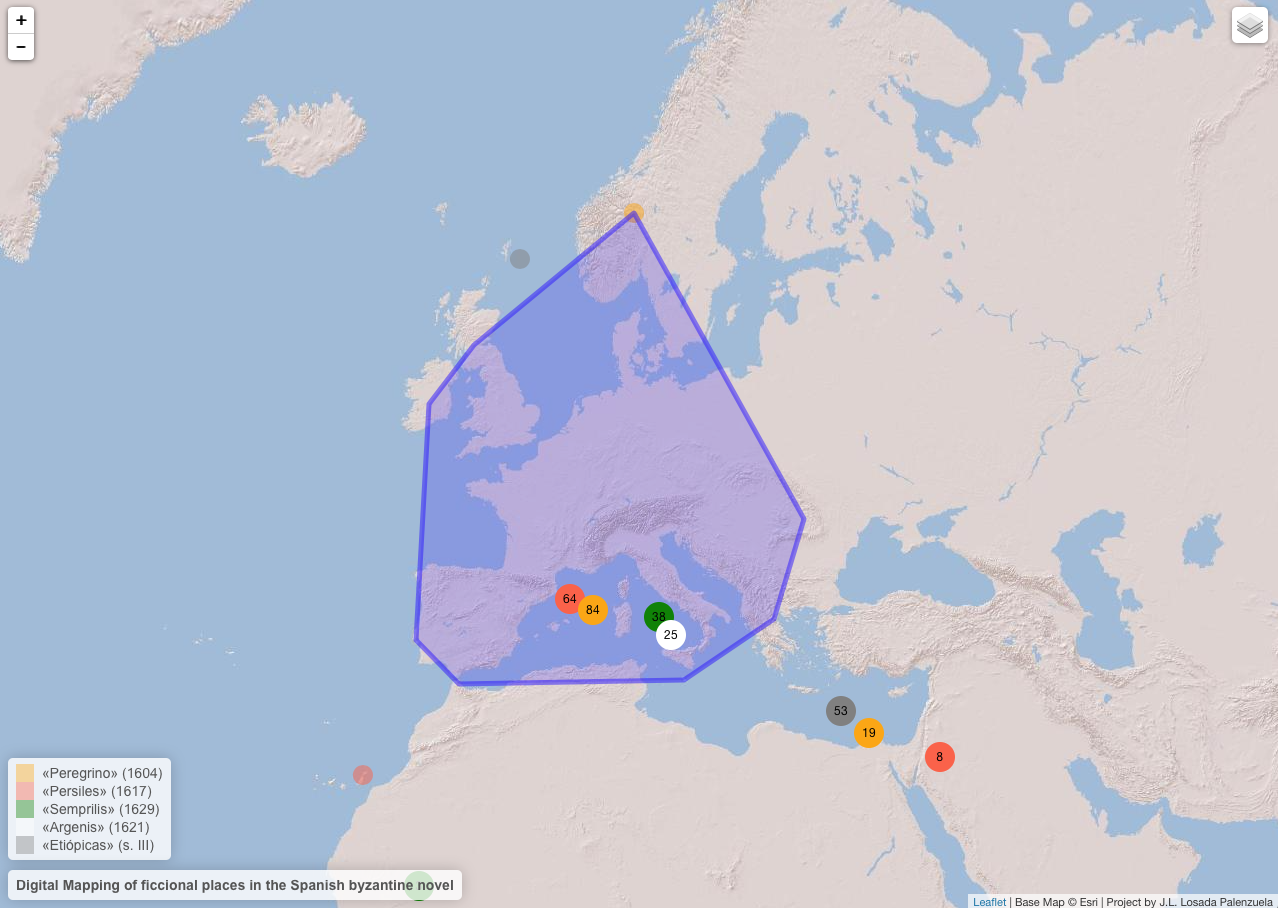 +
−
64
84
38
25
53
19
8
«Peregrino» (1604)
«Persiles» (1617)
«Semprilis» (1629)
«Argenis» (1621)
«Etiópicas» (s. III)
Digital Mapping of ficcional places in the Spanish byzantine novel
Leaflet | Base Map © Esri | Project by J.L. Losada Palenzuela